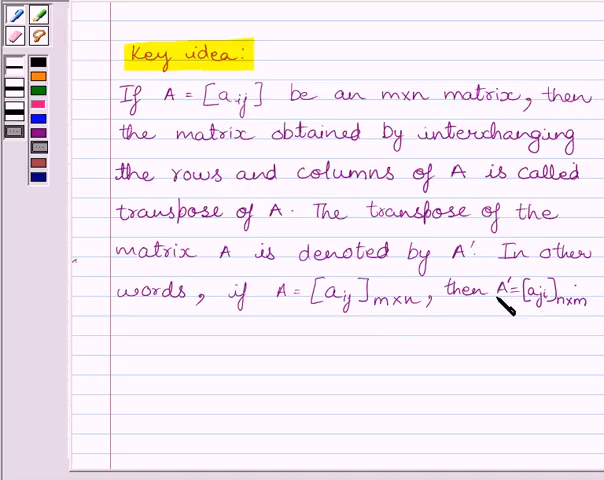 Key idea:
If A = [aij] be an m×n matrix, then
the matrix obtained by interchanging
the rows and columns of A is called
transpose of A. The transpose of the
matrix A is denoted by A'. In other
words, if A = [aij]m×n, then A' = [aji]n×m